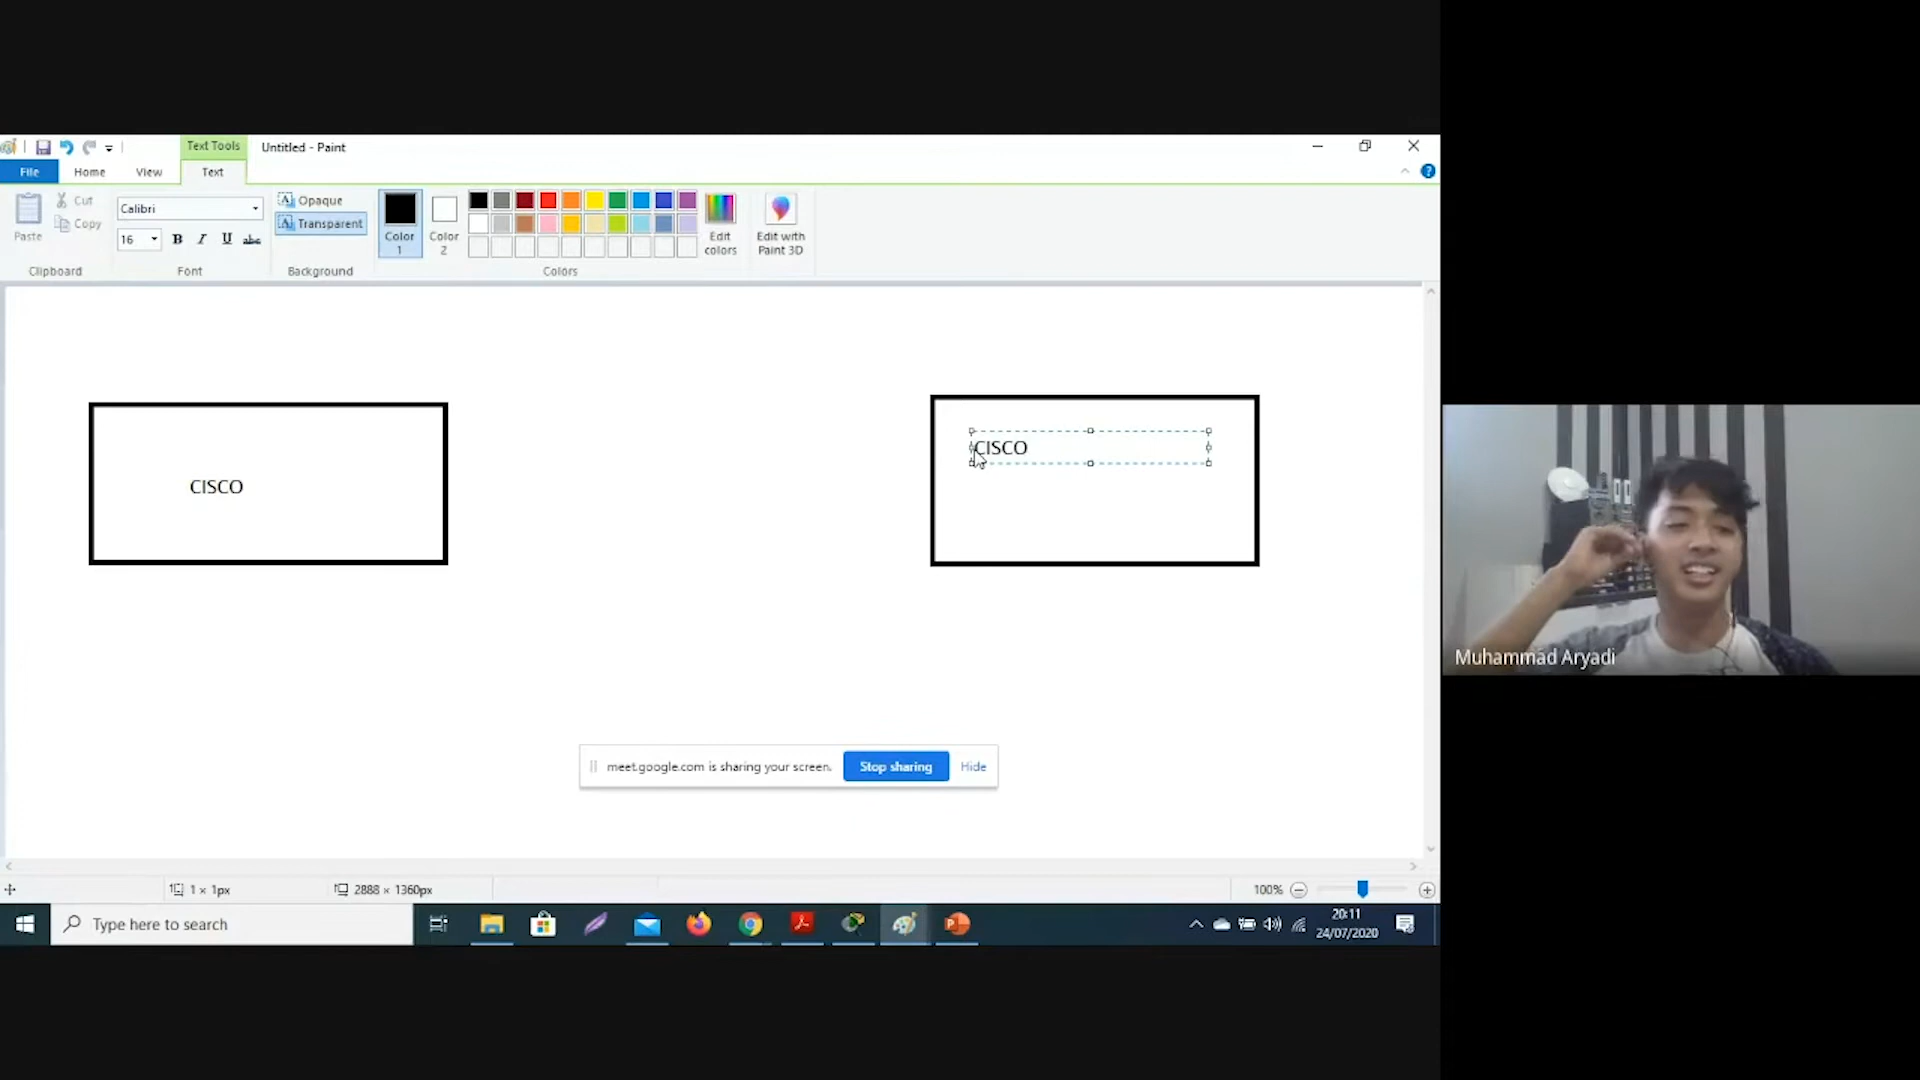 Text Tools
Untitled - Paint
File
Home
View
Text
Paste
Cut
Copy
Clipboard
Calibri
16
B I U abc
Font
Opaque
Transparent
Background
Color 1
Color 2
Edit colors
Colors
Edit with Paint 3D
CISCO
CISCO
Muhammad Aryadi
meet.google.com is sharing your screen.
Stop sharing
Hide
1 × 1px
2888 × 1360px
100%
Type here to search
20:11
24/07/2020